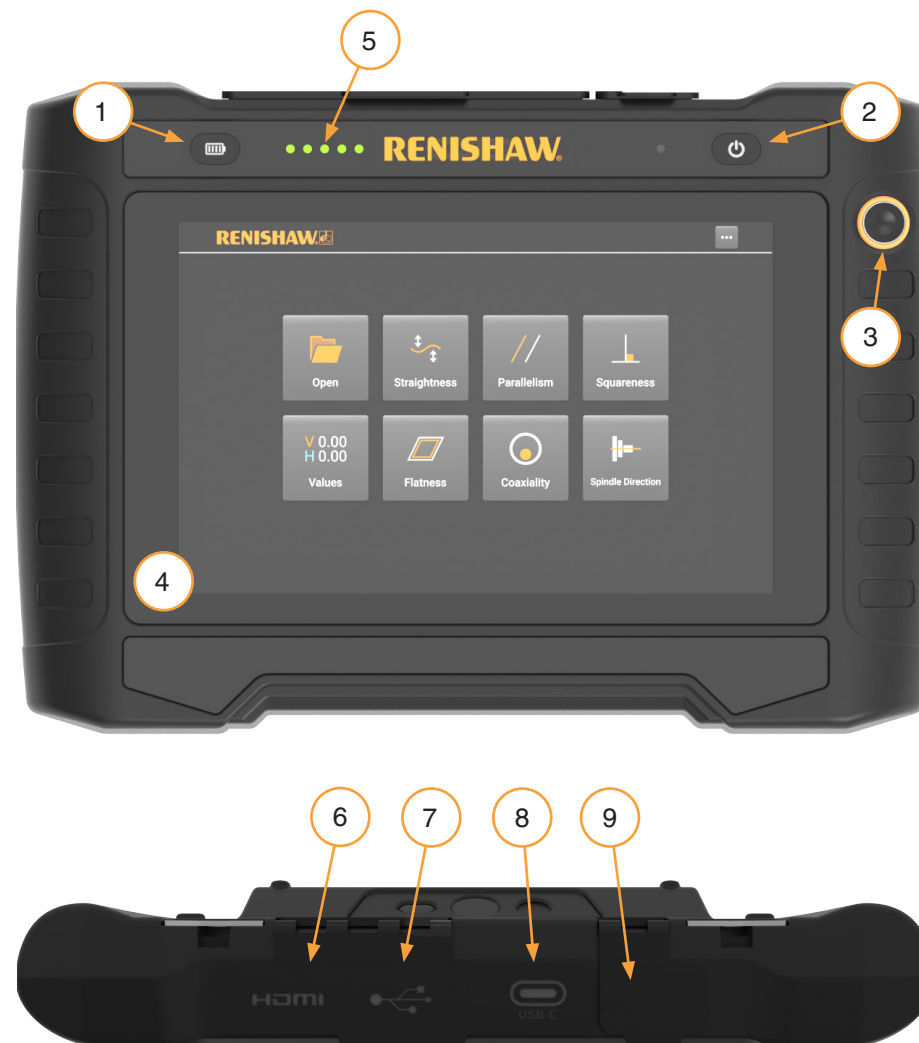 5
1
2
RENISHAW.
RENISHAW
...
3
Open
Straightness
Parallelism
Squareness
V 0.00
H 0.00
Values
Flatness
Coaxiality
Spindle Direction
4
6
7
8
9
HDMI
USB-C